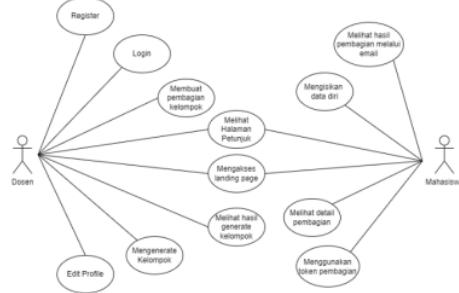 Register
Login
Membuat
pembagian
kelompok
Melihat
Halaman
Petunjuk
Mengakses
landing page
Melihat hasil
generate
kelompok
Mengenerate
Kelompok
Edit Profile
Dosen
Melihat hasil
pembagian melalui
email
Mengisikan
data diri
Melihat detail
pembagian
Menggunakan
token pembagian
Mahasisw